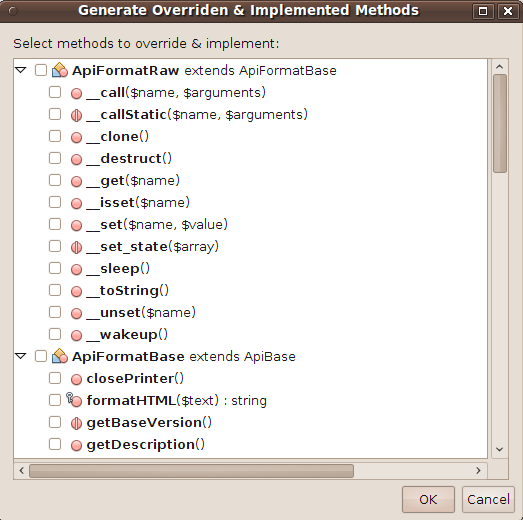 Generate Overriden & Implemented Methods
Select methods to override & implement:
ApiFormatRaw extends ApiFormatBase
__call($name, $arguments)
__callStatic($name, $arguments)
__clone()
__destruct()
__get($name)
__isset($name)
__set($name, $value)
__set_state($array)
__sleep()
__toString()
__unset($name)
__wakeup()
ApiFormatBase extends ApiBase
closePrinter()
formatHTML($text) : string
getBaseVersion()
getDescription()
OK Cancel